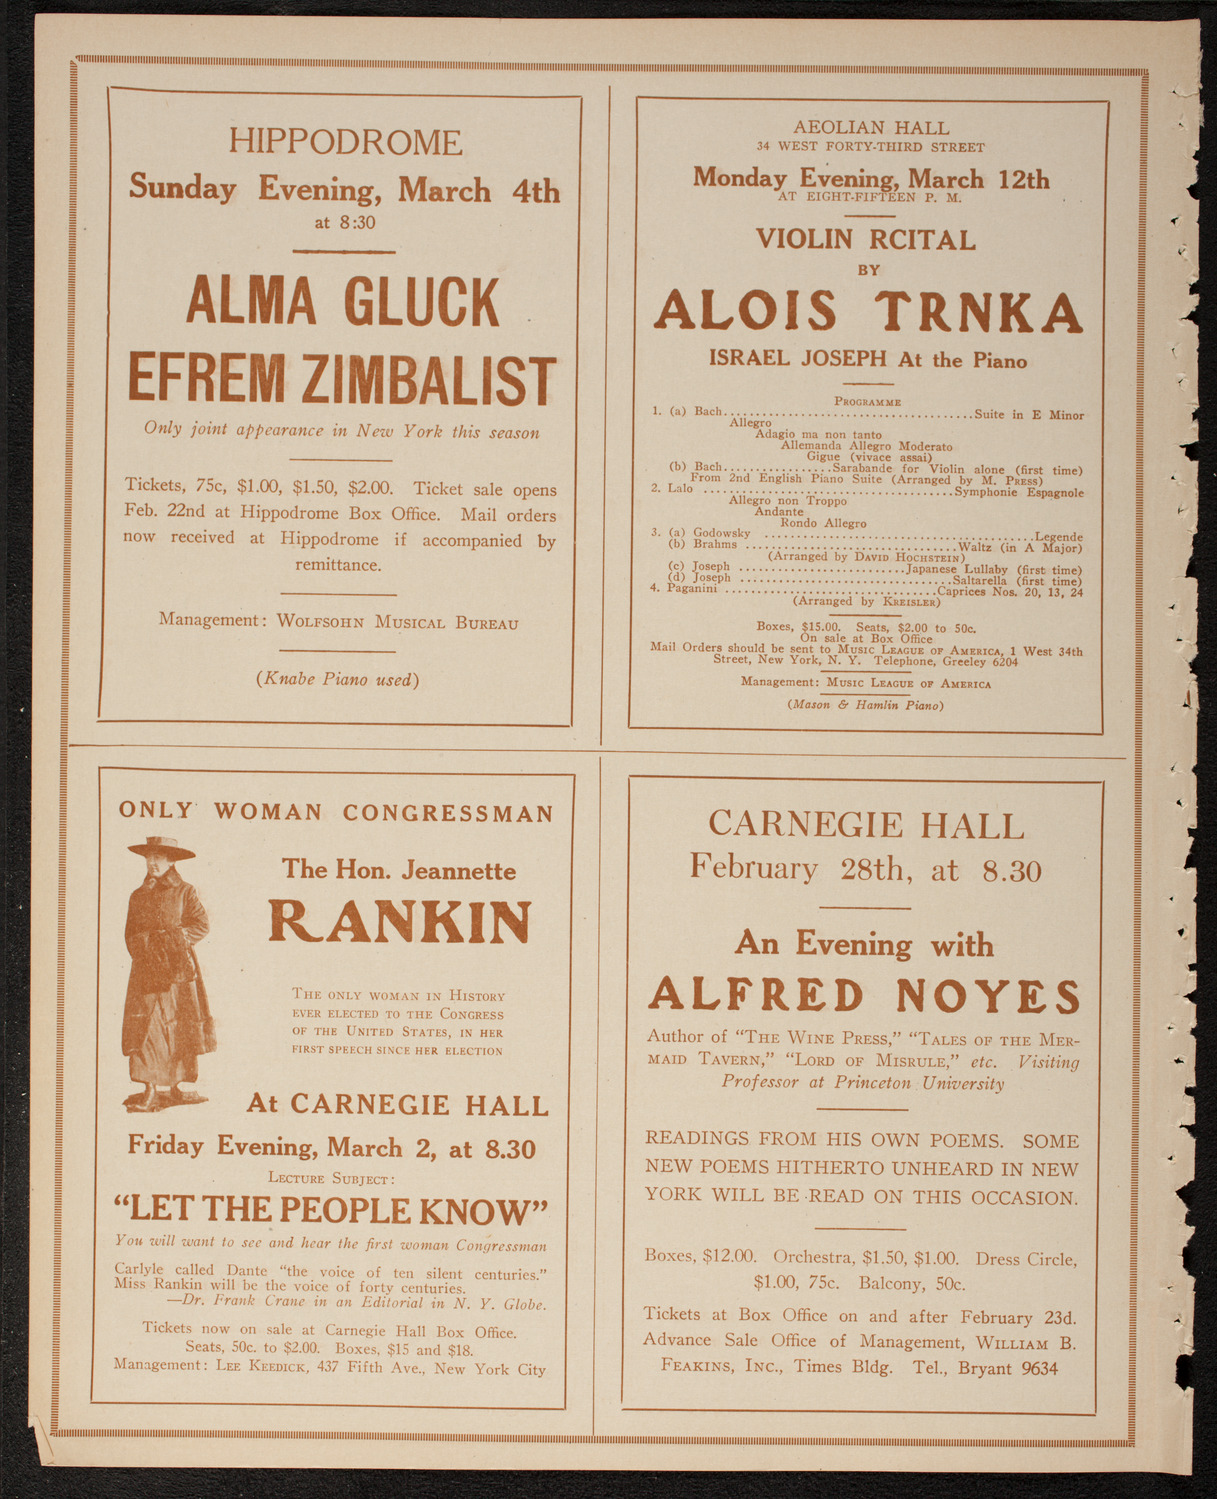 HIPPODROME
Sunday Evening, March 4th
at 8:30
ALMA GLUCK
EFREM ZIMBALIST
Only joint appearance in New York this season
Tickets, 75c, $1.00, $1.50, $2.00. Ticket sale opens
Feb. 22nd at Hippodrome Box Office. Mail orders
now received at Hippodrome if accompanied by
remittance.
Management: WOLFSOHN MUSICAL BUREAU
(Knabe Piano used)
AEOLIAN HALL
34 WEST FORTY-THIRD STREET
Monday Evening, March 12th
AT EIGHT-FIFTEEN P. M.
VIOLIN RCITAL
BY
ALOIS TRNKA
ISRAEL JOSEPH At the Piano
PROGRAMME
1. (a) Bach.......................................Suite in E Minor
Allegro
Adagio ma non tanto
Allemanda Allegro Moderato
Gigue (vivace assai)
(b) Bach.................Sarabande for Violin alone (first time)
From 2nd English Piano Suite (Arranged by M. PRESS)
2. Lalo .......................................Symphonie Espagnole
Allegro non Troppo
Andante
Rondo Allegro
3. (a) Godowsky ..........................................Legende
(b) Brahms .................................Waltz (in A Major)
(Arranged by DAVID HOCHSTEIN)
(c) Joseph ..........................Japanese Lullaby (first time)
(d) Joseph .................................Saltarella (first time)
4. Paganini .................................Caprices Nos. 20, 13, 24
(Arranged by KREISLER)
Boxes, $15.00. Seats, $2.00 to 50c.
On sale at Box Office
Mail Orders should be sent to MUSIC LEAGUE OF AMERICA, 1 West 34th
Street, New York, N. Y. Telephone, Greeley 6204
Management: MUSIC LEAGUE OF AMERICA
(Mason & Hamlin Piano)
ONLY WOMAN CONGRESSMAN
The Hon. Jeannette
RANKIN
THE ONLY WOMAN IN HISTORY
EVER ELECTED TO THE CONGRESS
OF THE UNITED STATES, IN HER
FIRST SPEECH SINCE HER ELECTION
At CARNEGIE HALL
Friday Evening, March 2, at 8.30
LECTURE SUBJECT:
"LET THE PEOPLE KNOW"
You will want to see and hear the first woman Congressman
Carlyle called Dante "the voice of ten silent centuries."
Miss Rankin will be the voice of forty centuries.
—Dr. Frank Crane in an Editorial in N. Y. Globe.
Tickets now on sale at Carnegie Hall Box Office.
Seats, 50c. to $2.00. Boxes, $15 and $18.
Management: LEE KEEDICK, 437 Fifth Ave., New York City
CARNEGIE HALL
February 28th, at 8.30
An Evening with
ALFRED NOYES
Author of "THE WINE PRESS," "TALES OF THE MER-
MAID TAVERN," "LORD OF MISRULE," etc. Visiting
Professor at Princeton University
READINGS FROM HIS OWN POEMS. SOME
NEW POEMS HITHERTO UNHEARD IN NEW
YORK WILL BE READ ON THIS OCCASION.
Boxes, $12.00. Orchestra, $1.50, $1.00. Dress Circle,
$1.00, 75c. Balcony, 50c.
Tickets at Box Office on and after February 23d.
Advance Sale Office of Management, WILLIAM B.
FEAKINS, INC., Times Bldg. Tel., Bryant 9634